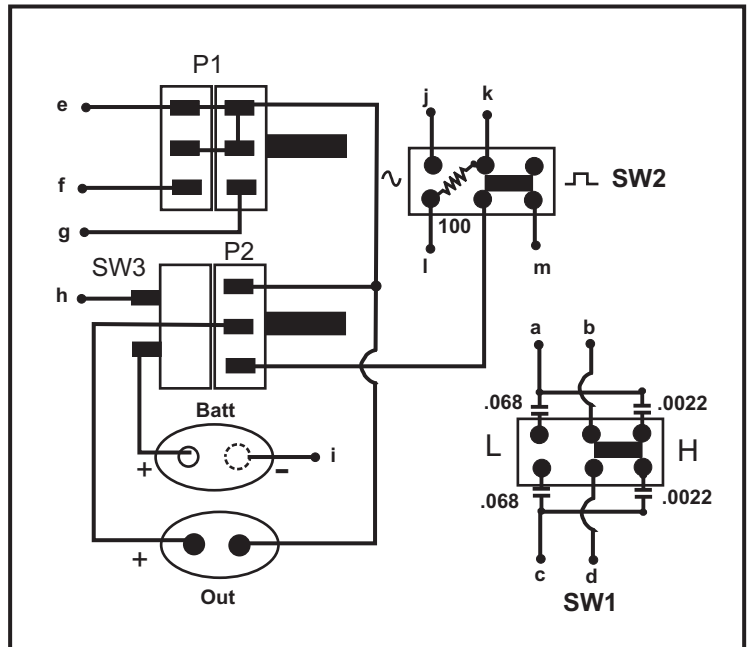 P1
e
f
g
j
k
SW2
100
l
m
SW3
P2
h
Batt
+
-
i
+
Out
a
b
.068
.0022
L
H
.068
.0022
c
d
SW1